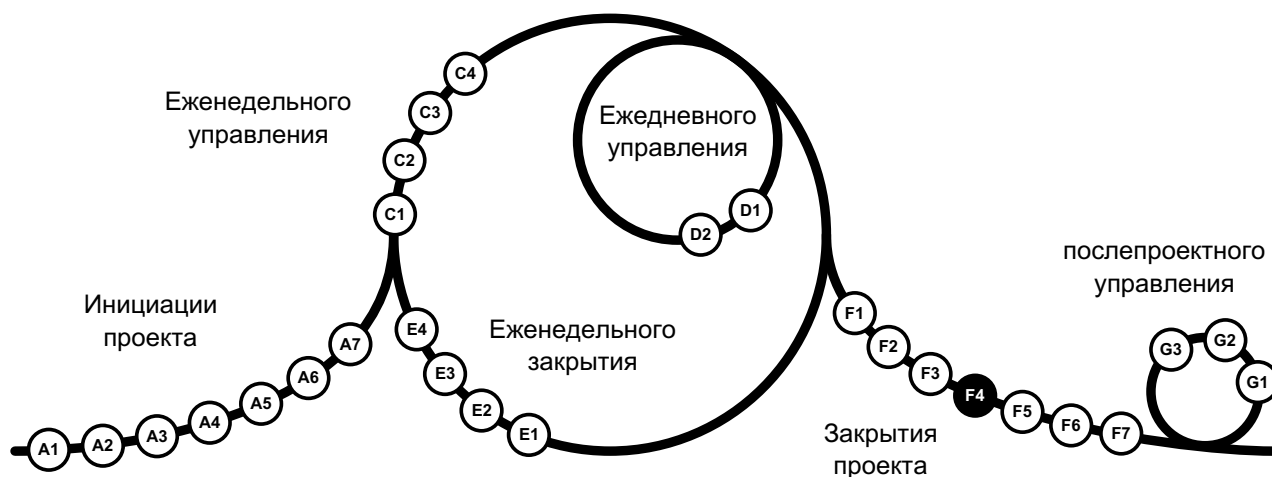 Еженедельного
управления
C4
C3
C2
C1
Ежедневного
управления
D1
D2
Инициации
проекта
A1
A2
A3
A4
A5
A6
A7
Еженедельного
закрытия
E4
E3
E2
E1
F1
F2
F3
F4
F5
F6
F7
Закрытия
проекта
послепроектного
управления
G3
G2
G1